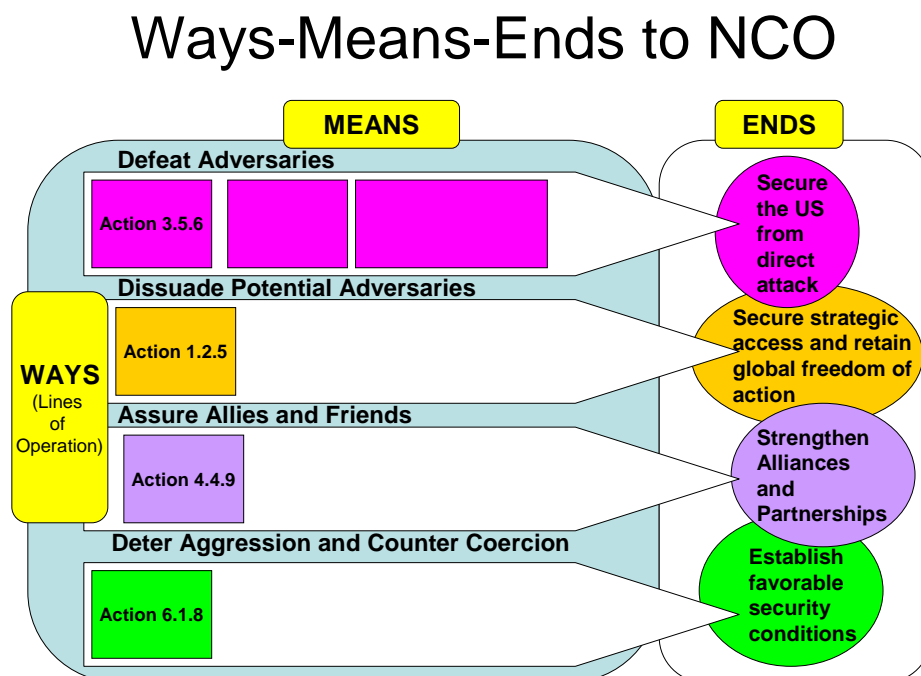 Ways-Means-Ends to NCO
MEANS
ENDS
Defeat Adversaries
Action 3.5.6
Secure
the US
from
direct
attack
Dissuade Potential Adversaries
Action 1.2.5
Secure strategic
access and retain
global freedom of
action
WAYS
(Lines
of
Operation)
Assure Allies and Friends
Action 4.4.9
Strengthen
Alliances
and
Partnerships
Deter Aggression and Counter Coercion
Action 6.1.8
Establish
favorable
security
conditions